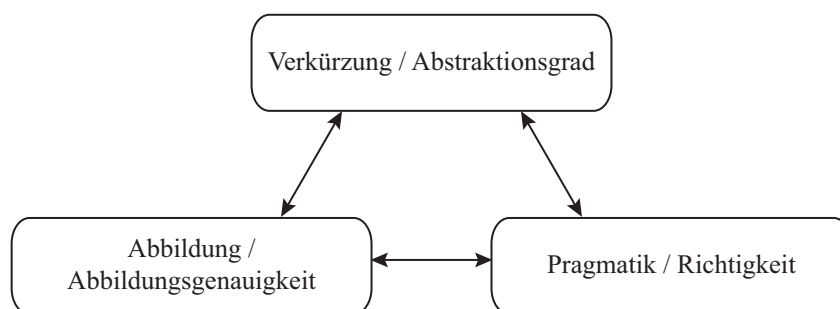 Verkürzung / Abstraktionsgrad
Abbildung /
Abbildungsgenauigkeit
Pragmatik / Richtigkeit